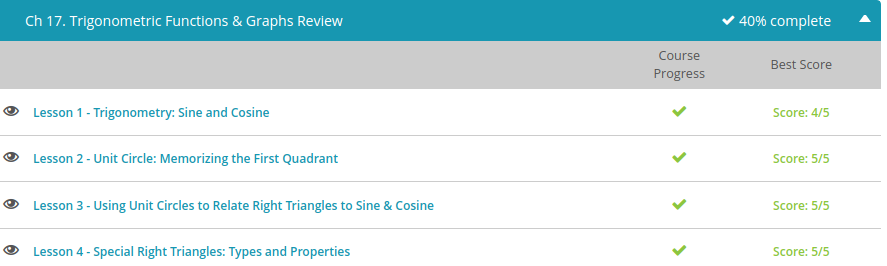 Ch 17. Trigonometric Functions & Graphs Review 40% complete
Course Progress Best Score
Lesson 1 - Trigonometry: Sine and Cosine Score: 4/5
Lesson 2 - Unit Circle: Memorizing the First Quadrant Score: 5/5
Lesson 3 - Using Unit Circles to Relate Right Triangles to Sine & Cosine Score: 5/5
Lesson 4 - Special Right Triangles: Types and Properties Score: 5/5